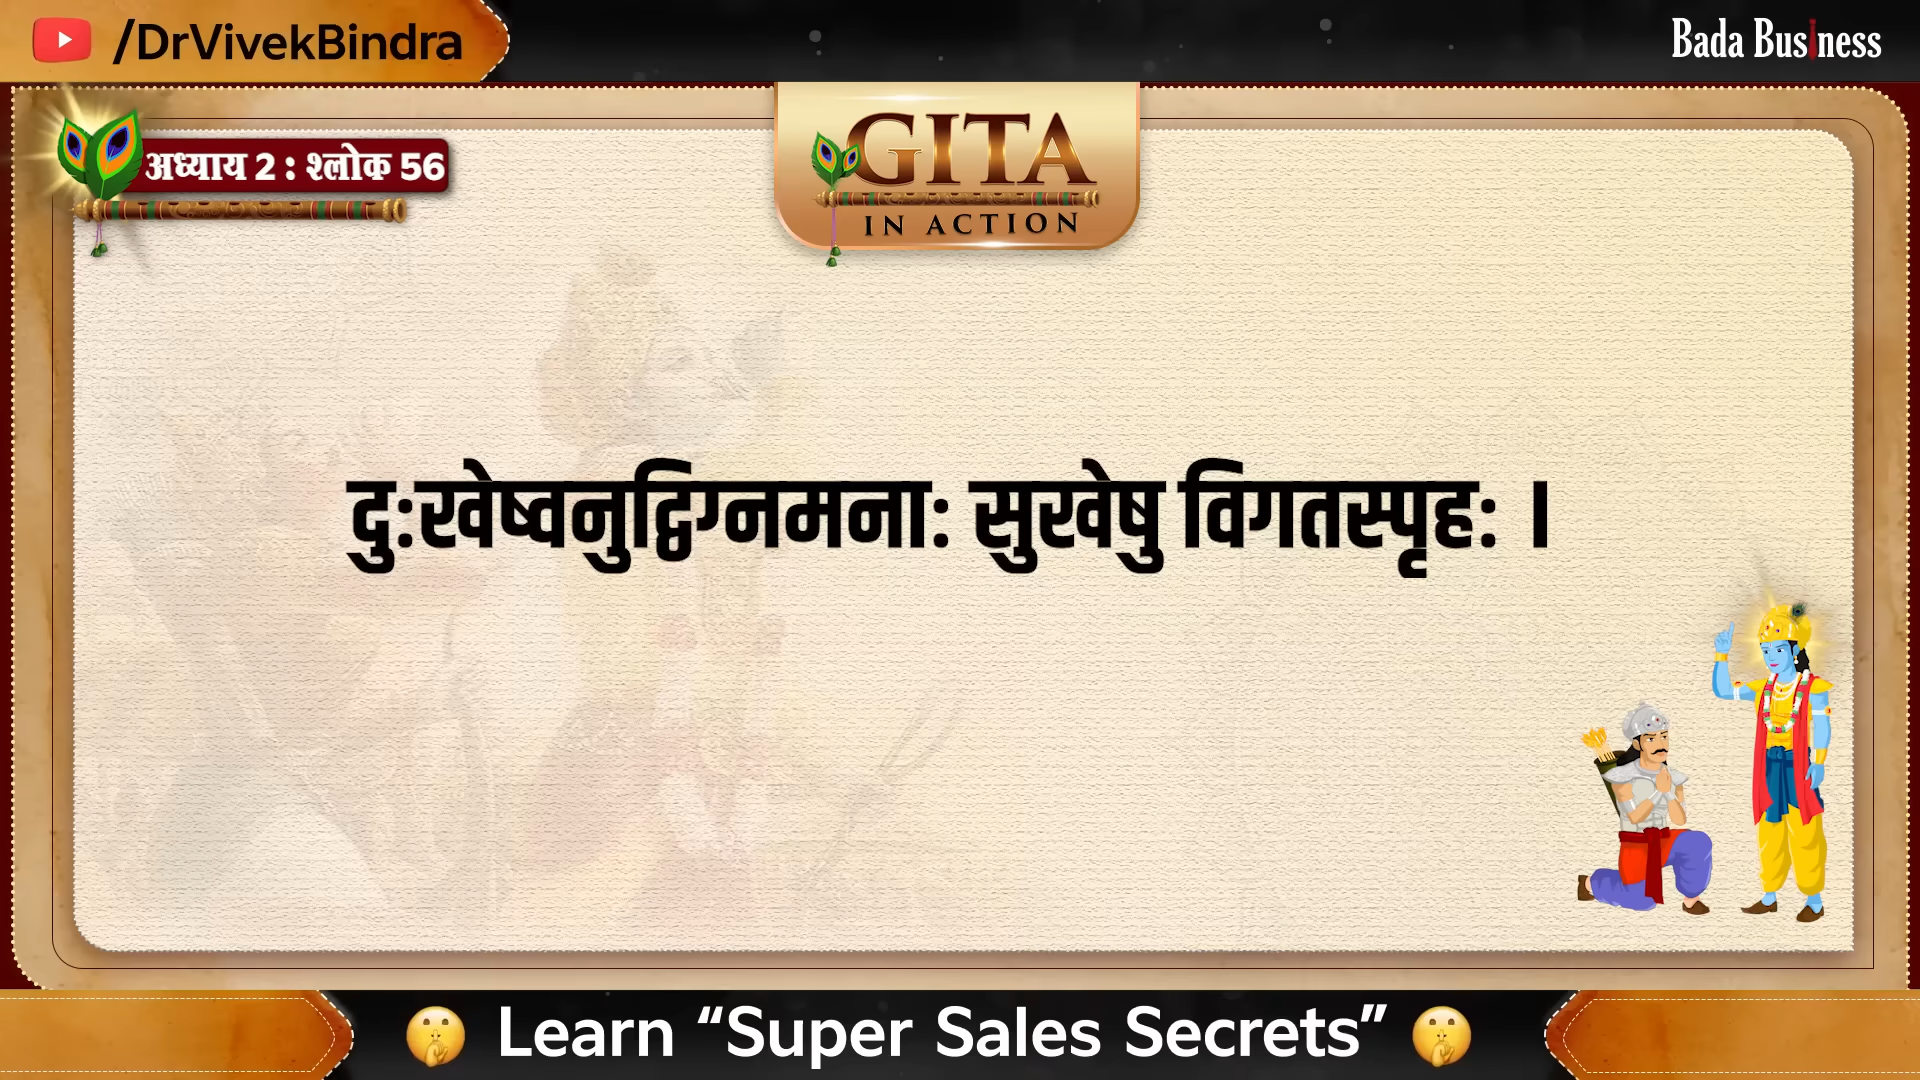 /DrVivekBindra
Bada Business
अध्याय 2 : श्लोक 56
GITA
IN ACTION
दुःखेष्वनुद्विग्नमनाः सुखेषु विगतस्पृहः ।
Learn “Super Sales Secrets”